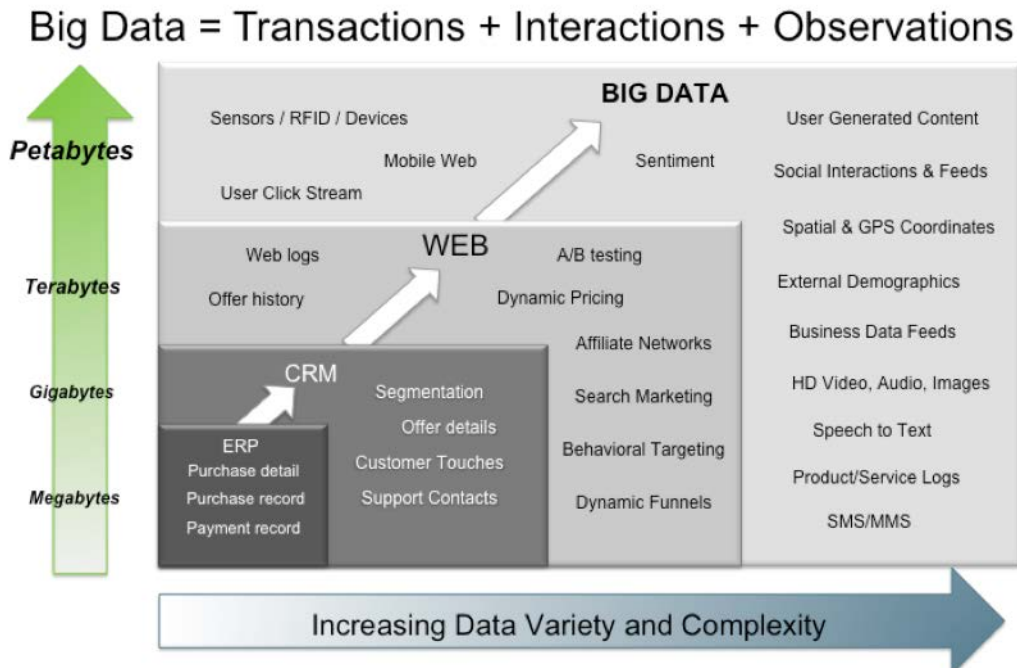 Big Data = Transactions + Interactions + Observations
BIG DATA
Sensors / RFID / Devices
User Generated Content
Petabytes
Mobile Web
Sentiment
Social Interactions & Feeds
User Click Stream
Spatial & GPS Coordinates
WEB
Web logs
A/B testing
Terabytes
External Demographics
Offer history
Dynamic Pricing
Business Data Feeds
Affiliate Networks
CRM
Gigabytes
Segmentation
Search Marketing
HD Video, Audio, Images
Offer details
Speech to Text
ERP
Customer Touches
Behavioral Targeting
Purchase detail
Product/Service Logs
Megabytes
Purchase record
Support Contacts
Dynamic Funnels
Payment record
SMS/MMS
Increasing Data Variety and Complexity